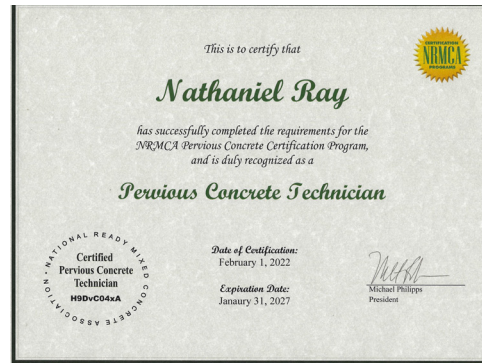 This is to certify that
CERTIFICATION
NRMCA
PROGRAMS
Nathaniel Ray
has successfully completed the requirements for the
NRMCA Pervious Concrete Certification Program,
and is duly recognized as a
Pervious Concrete Technician
NATIONAL READY MIXED CONCRETE ASSOCIATION
Certified
Pervious Concrete
Technician
H9DvC04xA
Date of Certification:
February 1, 2022
Expiration Date:
Janaury 31, 2027
Michael Philipps
President